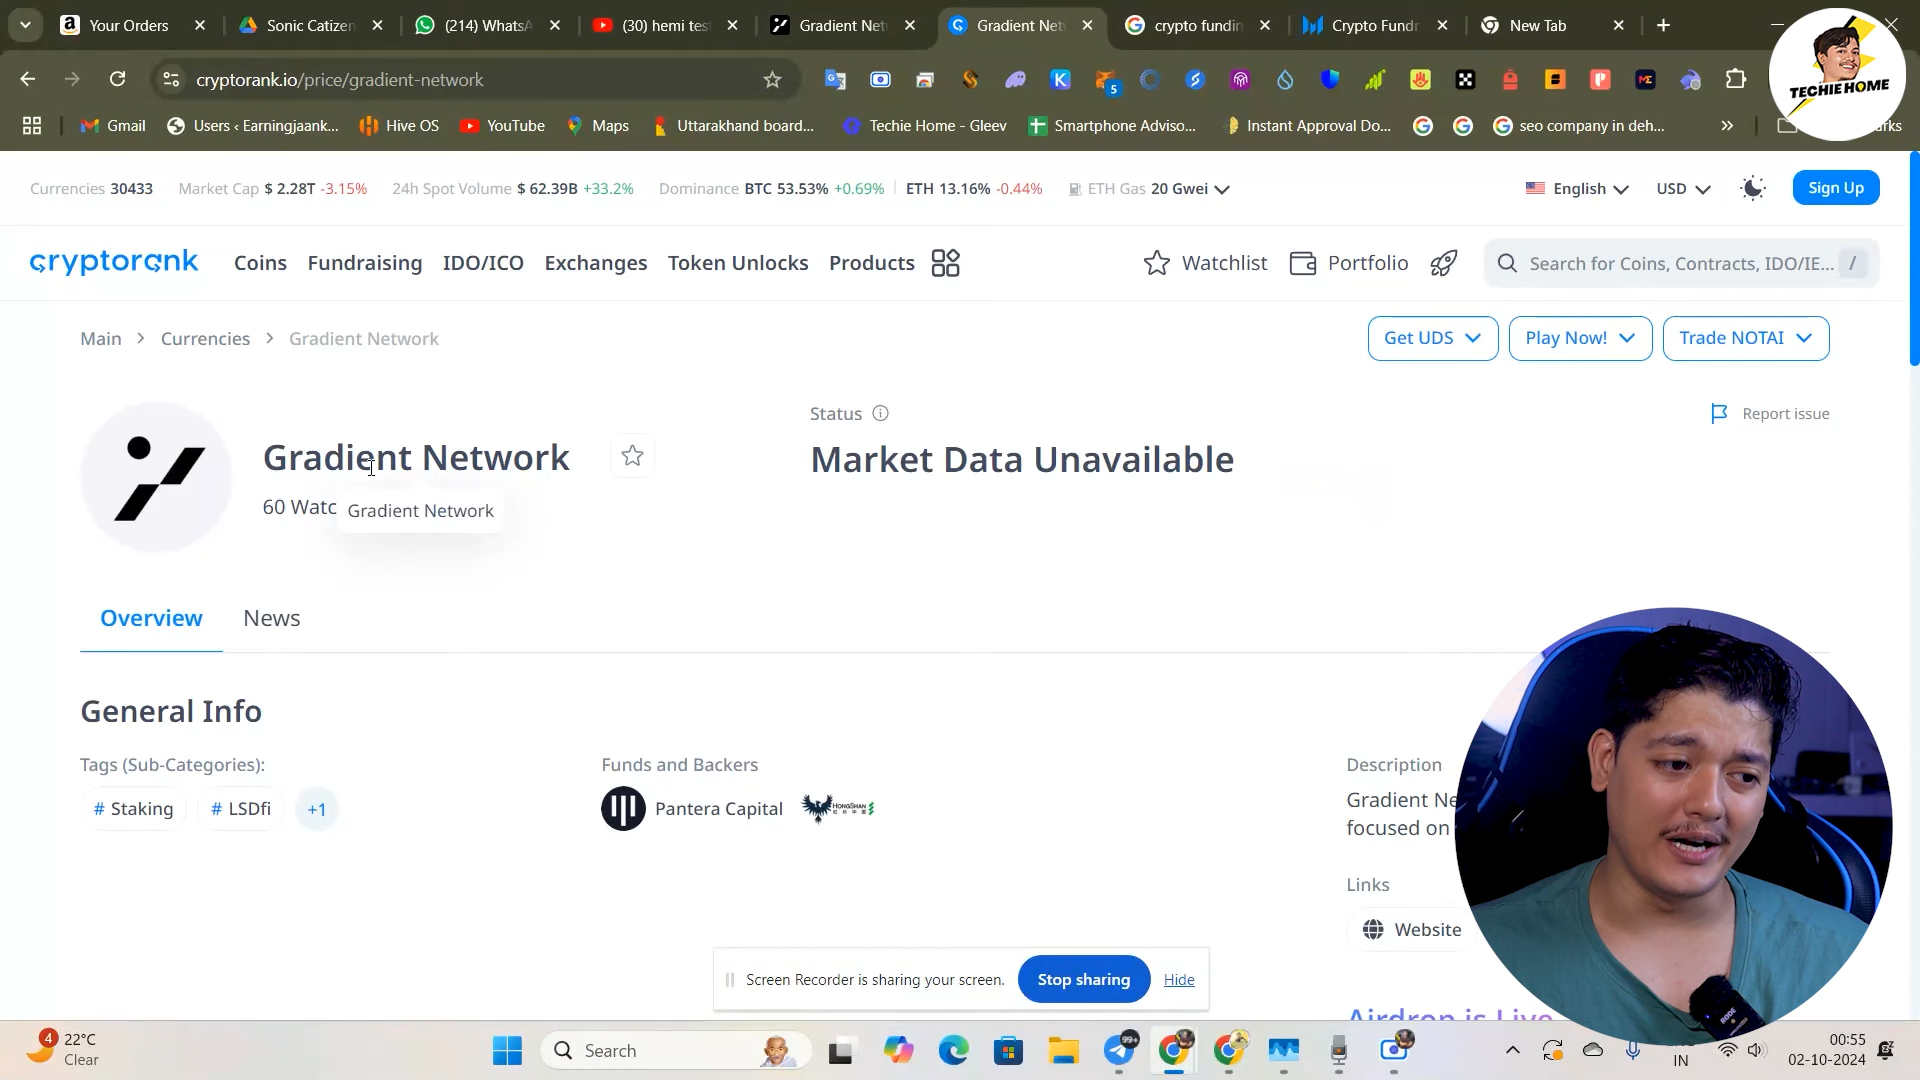 Your Orders
Sonic Catizen
(214) WhatsA
(30) hemi tes
Gradient Net
Gradient Net
crypto fundin
Crypto Fundr
New Tab
cryptorank.io/price/gradient-network
5
TECHIE HOME
Gmail
Users ‹ Earningjaank...
Hive OS
YouTube
Maps
Uttarakhand board...
Techie Home - Gleev
Smartphone Adviso...
Instant Approval Do...
seo company in deh...
Currencies 30433
Market Cap $ 2.28T -3.15%
24h Spot Volume $ 62.39B +33.2%
Dominance BTC 53.53% +0.69%
ETH 13.16% -0.44%
ETH Gas 20 Gwei
English
USD
Sign Up
cryptorank
Coins
Fundraising
IDO/ICO
Exchanges
Token Unlocks
Products
Watchlist
Portfolio
Search for Coins, Contracts, IDO/IE... /
Main > Currencies > Gradient Network
Get UDS
Play Now!
Trade NOTAI
Gradient Network
60 Watc
Gradient Network
Status
Market Data Unavailable
Report issue
Overview
News
General Info
Tags (Sub-Categories):
# Staking
# LSDfi
+1
Funds and Backers
Pantera Capital
HONGSHAN
Description
Gradient Ne
focused on
Links
Website
Screen Recorder is sharing your screen.
Stop sharing
Hide
Airdrop is Live
4
22°C
Clear
Search
99+
RODE
IN
00:55
02-10-2024